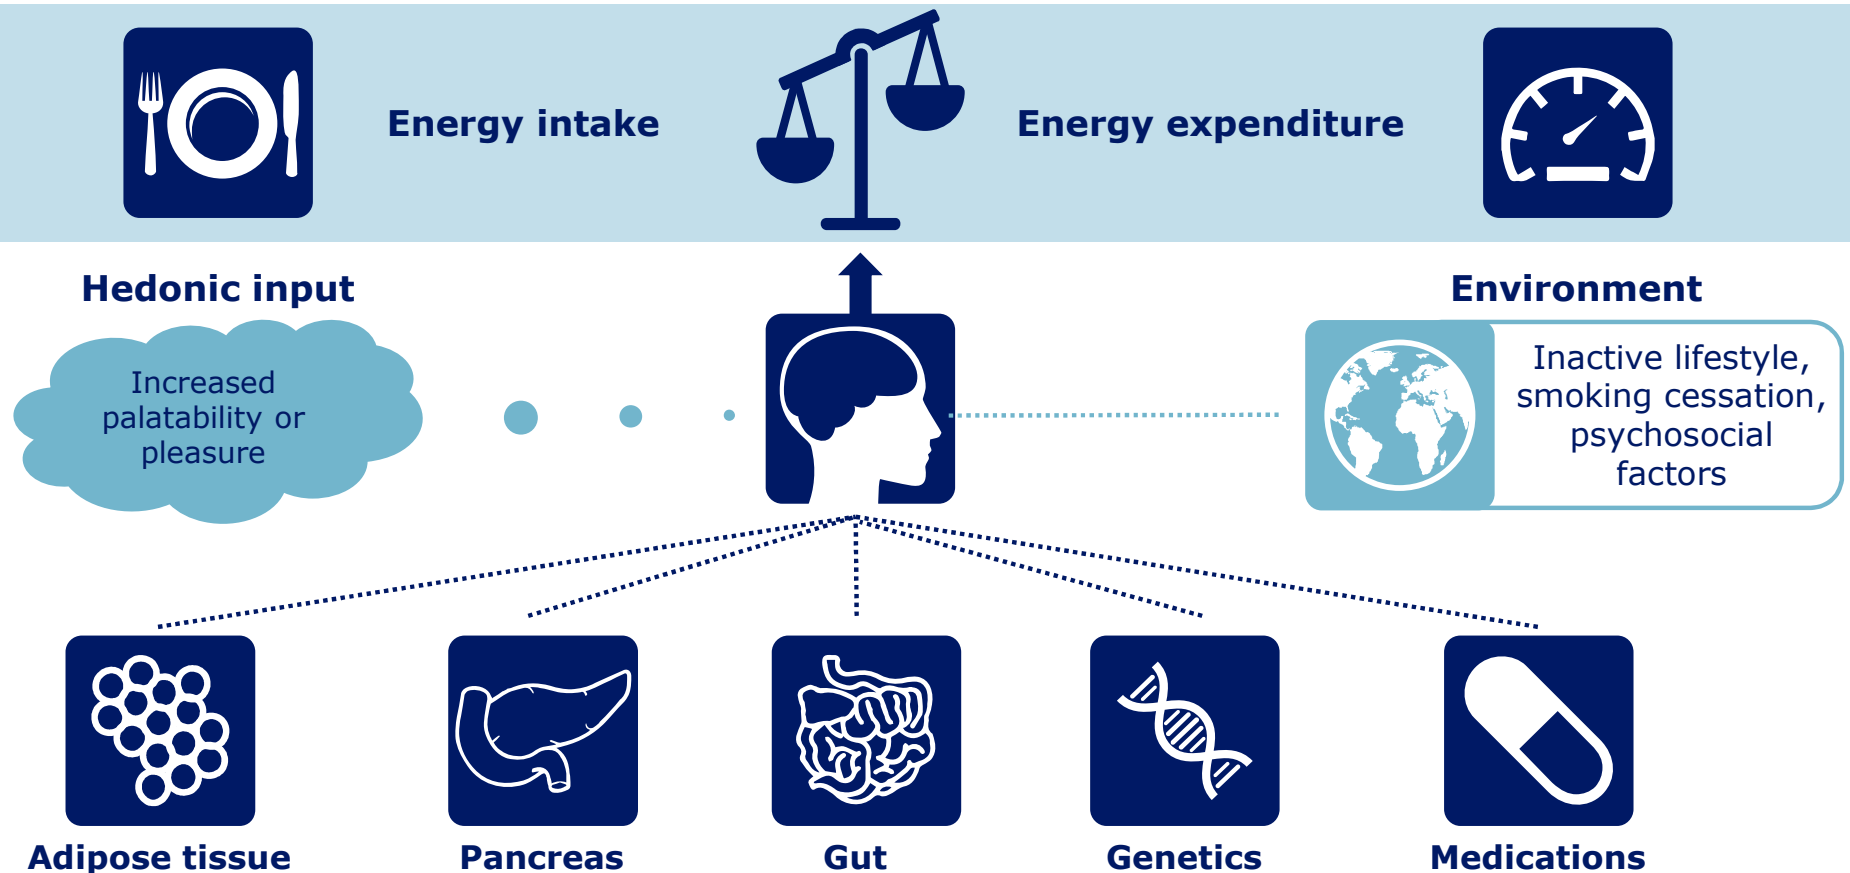 Energy intake
Energy expenditure
Hedonic input
Increased
palatability or
pleasure
Environment
Inactive lifestyle,
smoking cessation,
psychosocial
factors
Adipose tissue
Pancreas
Gut
Genetics
Medications